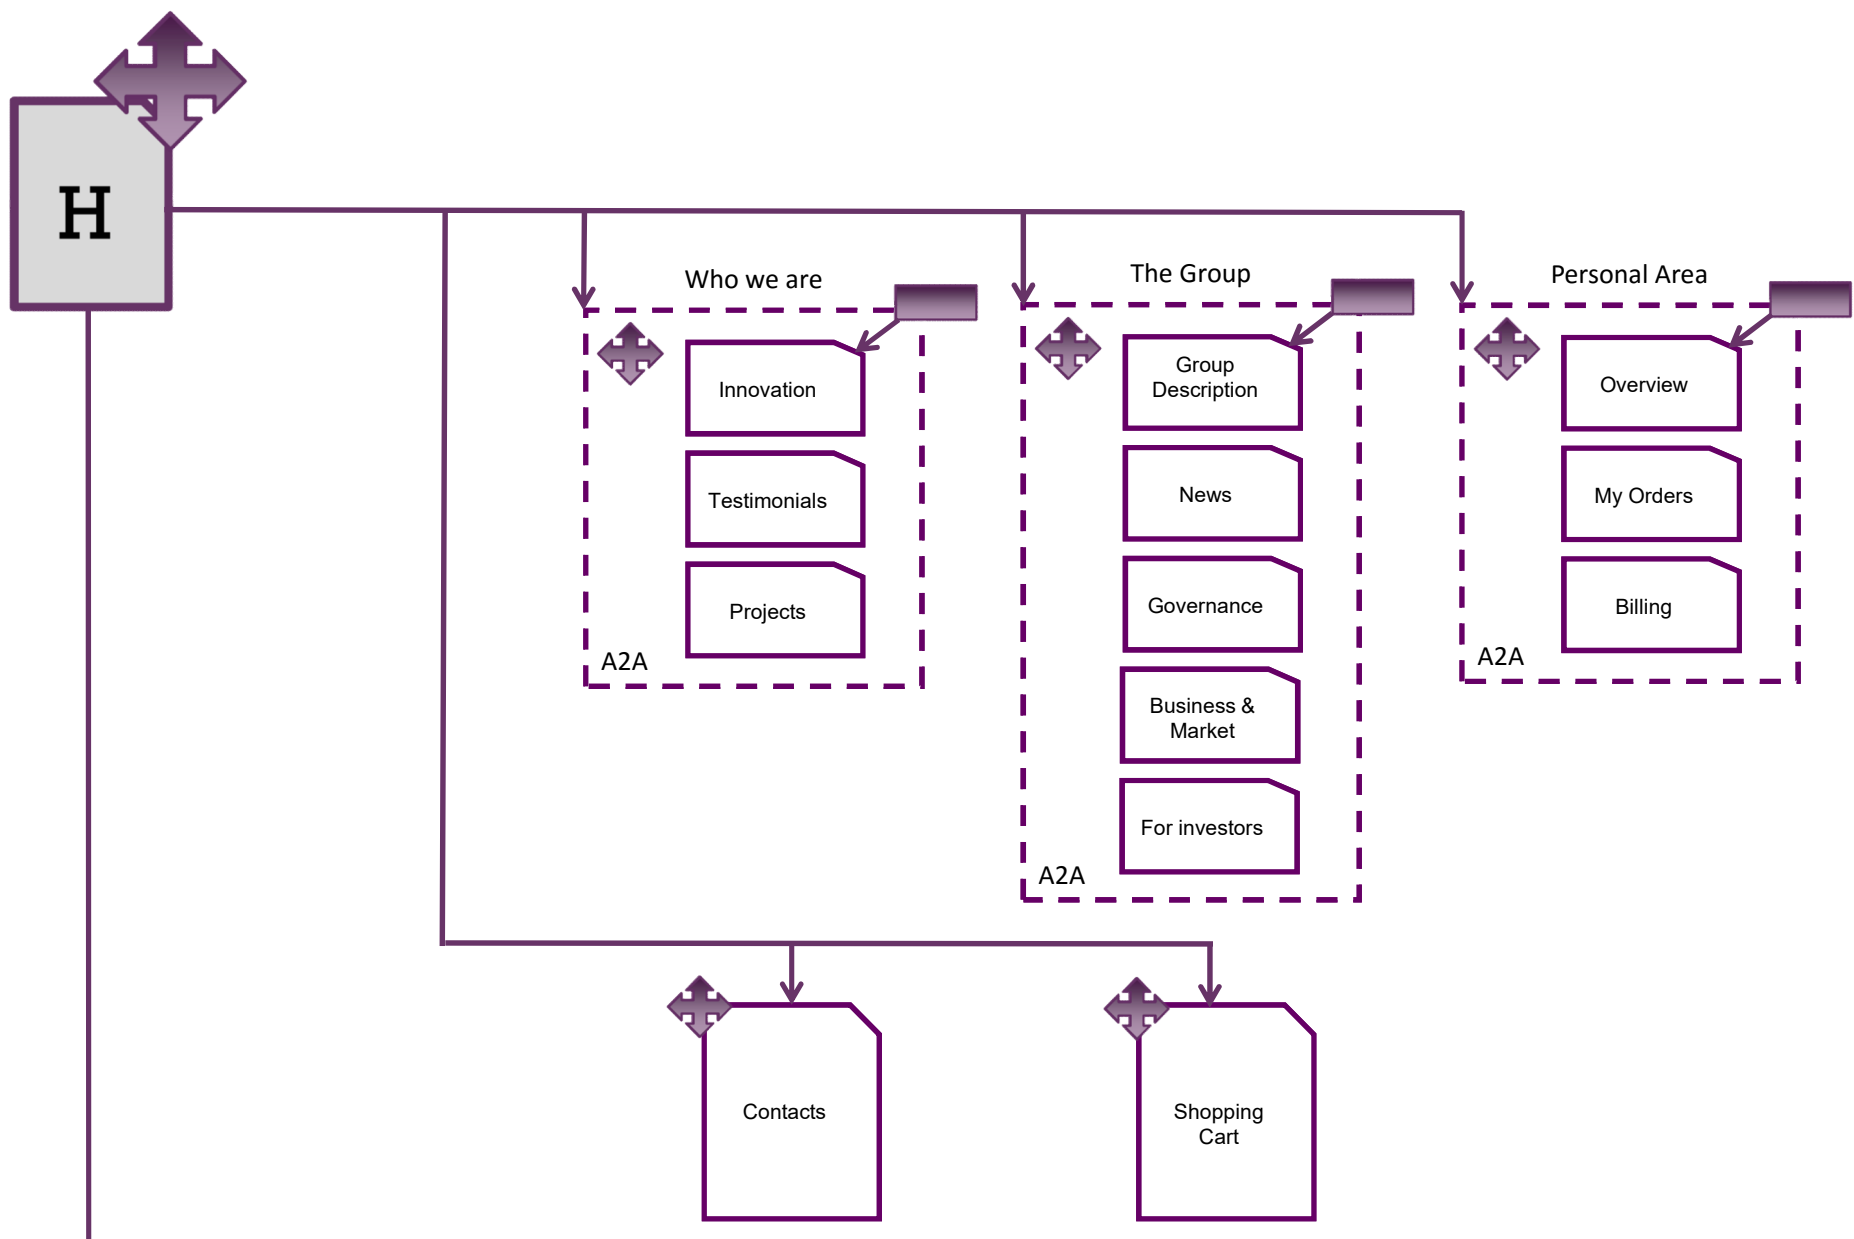 H
Who we are
Innovation
Testimonials
Projects
A2A
The Group
Group
Description
News
Governance
Business &
Market
For investors
A2A
Personal Area
Overview
My Orders
Billing
A2A
Contacts
Shopping
Cart